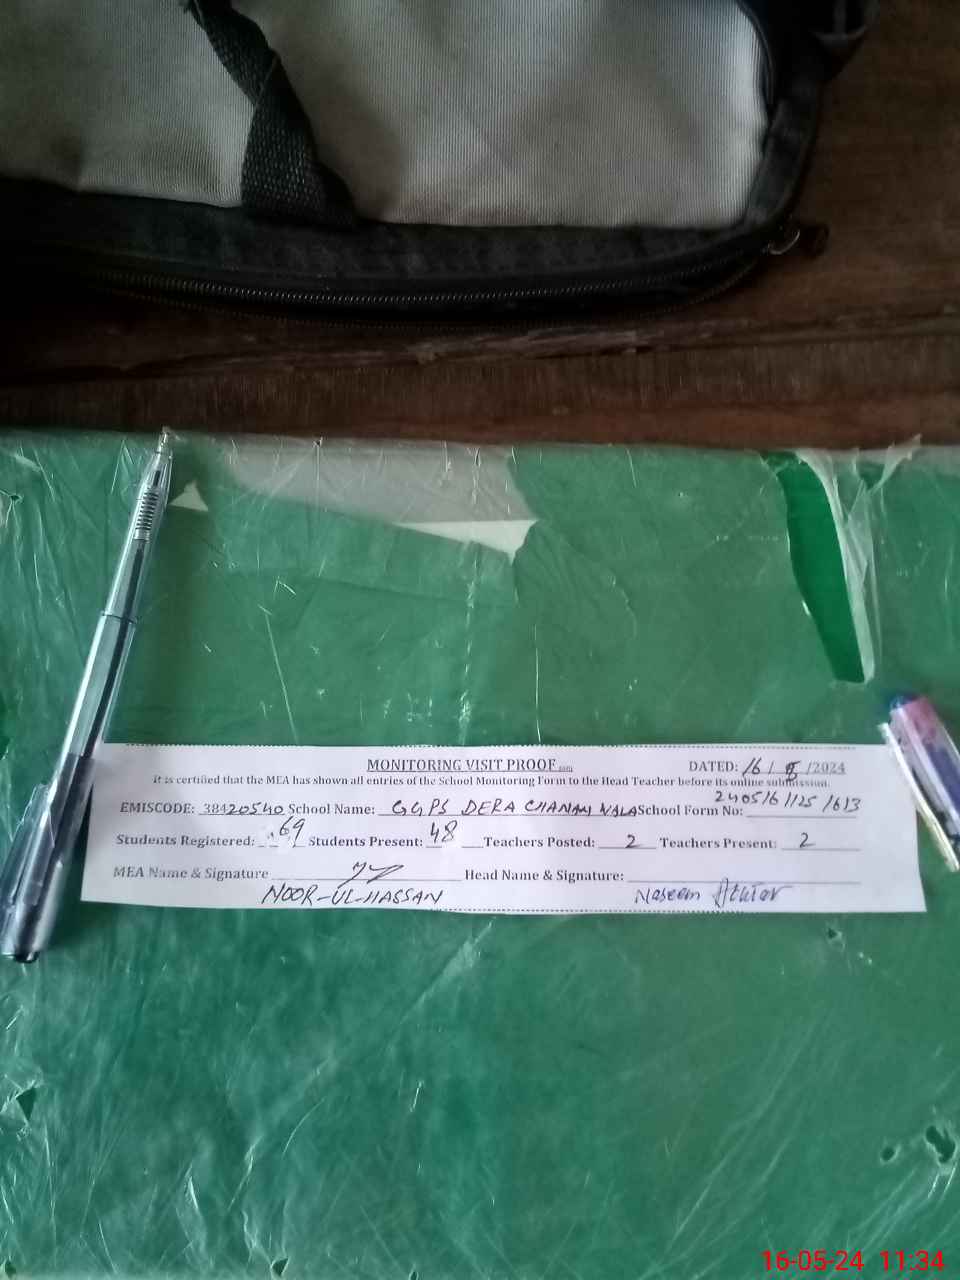 MONITORING VISIT PROOF
DATED: 16 / 5 /2024
It is certified that the MEA has shown all entries of the School Monitoring Form to the Head Teacher before its online submission.
EMISCODE: 38420540 School Name: GGPS DERA CHANAN WALA School Form No: 240516/125/613
Students Registered: 69 Students Present: 48 Teachers Posted: 2 Teachers Present: 2
MEA Name & Signature Head Name & Signature:
NOOR-UL-HASSAN Naseem Akhtar
16-05-24 11:34